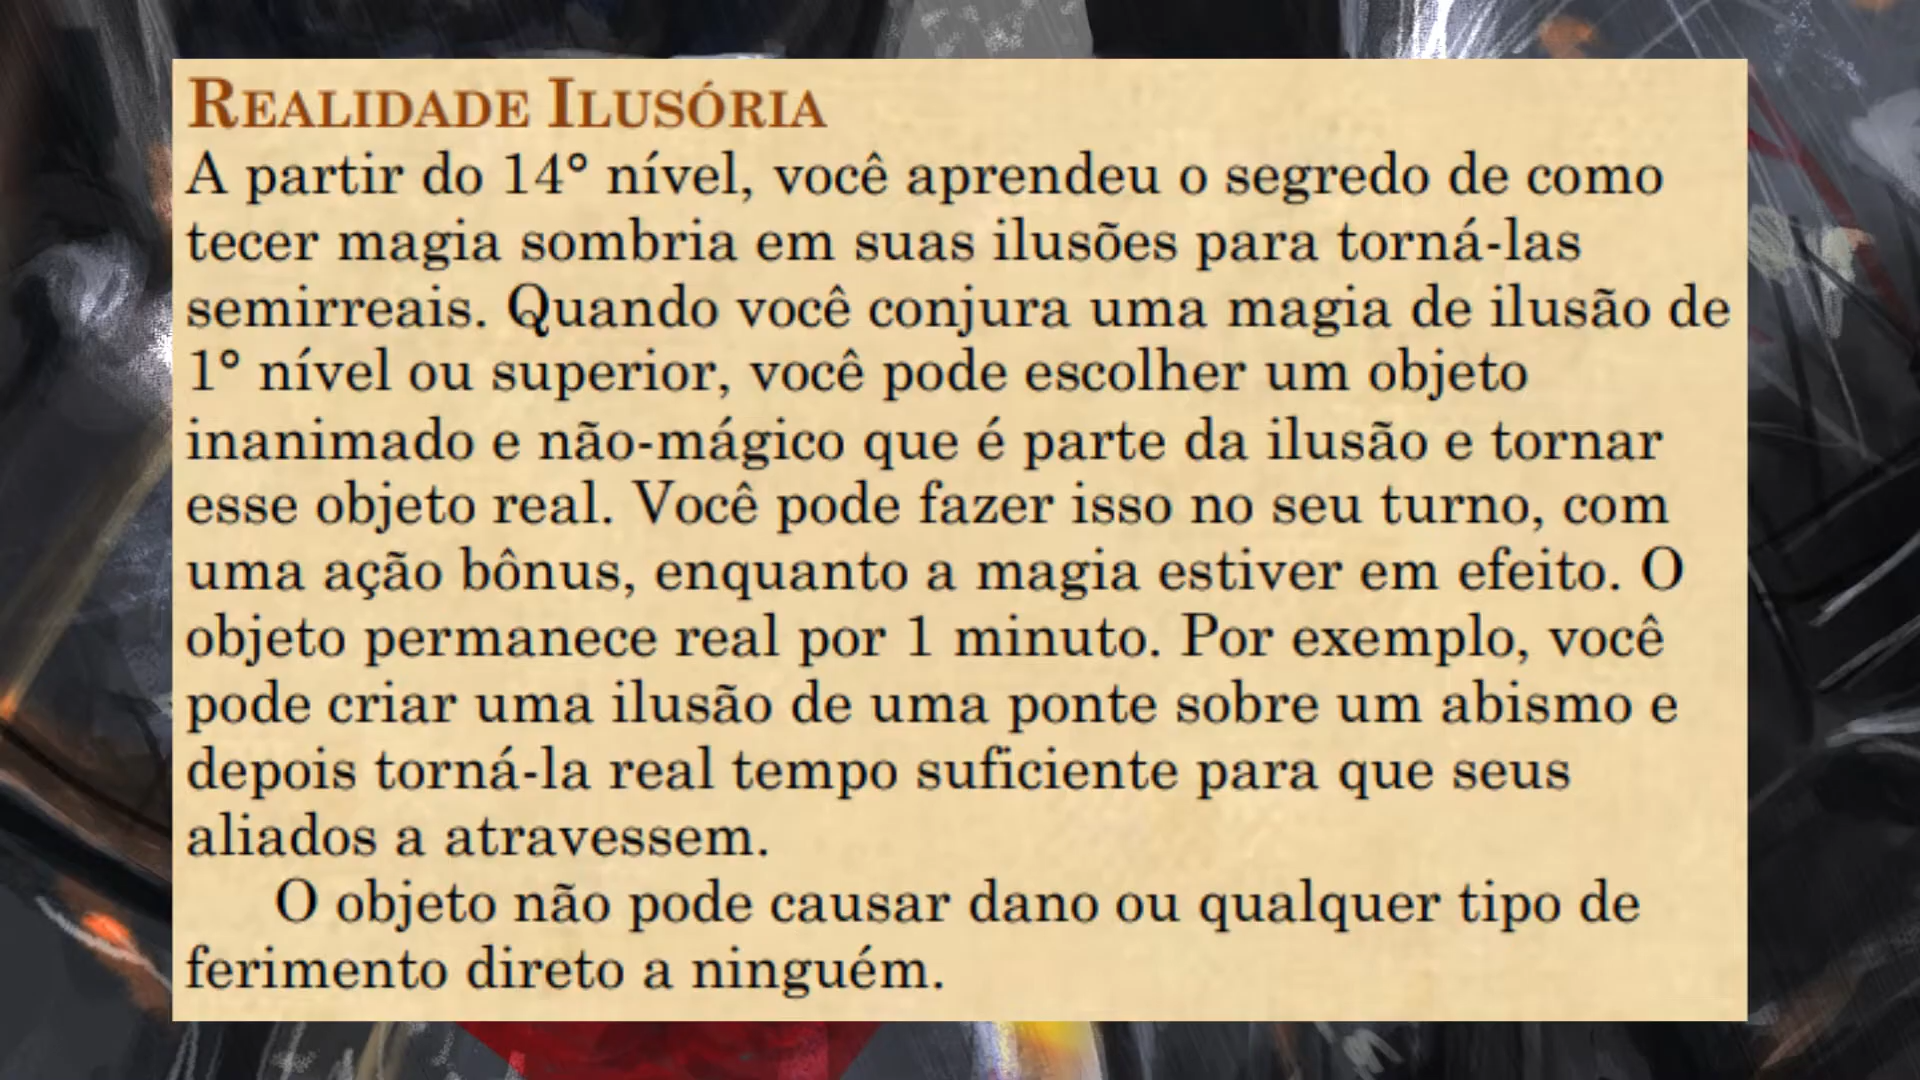 REALIDADE ILUSÓRIA
A partir do 14° nível, você aprendeu o segredo de como
tecer magia sombria em suas ilusões para torná-las
semirreais. Quando você conjura uma magia de ilusão de
1° nível ou superior, você pode escolher um objeto
inanimado e não-mágico que é parte da ilusão e tornar
esse objeto real. Você pode fazer isso no seu turno, com
uma ação bônus, enquanto a magia estiver em efeito. O
objeto permanece real por 1 minuto. Por exemplo, você
pode criar uma ilusão de uma ponte sobre um abismo e
depois torná-la real tempo suficiente para que seus
aliados a atravessem.
O objeto não pode causar dano ou qualquer tipo de
ferimento direto a ninguém.